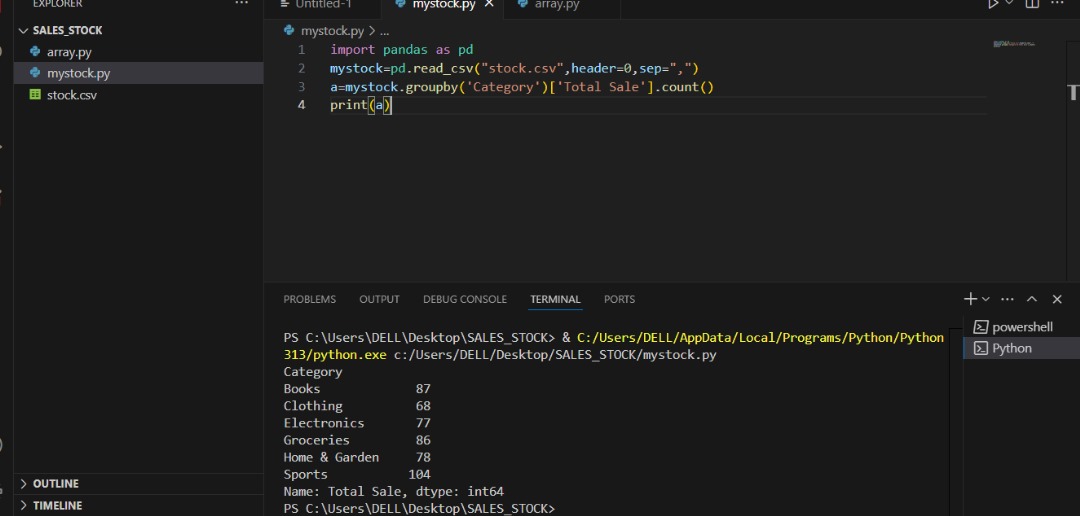 EXPLORER
...
Untitled-1
mystock.py
array.py
SALES_STOCK
array.py
mystock.py
stock.csv
mystock.py > ...
1 import pandas as pd
2 mystock=pd.read_csv("stock.csv",header=0,sep=",")
3 a=mystock.groupby('Category')['Total Sale'].count()
4 print(a)
PROBLEMS OUTPUT DEBUG CONSOLE TERMINAL PORTS
powershell
Python
PS C:\Users\DELL\Desktop\SALES_STOCK> & C:/Users/DELL/AppData/Local/Programs/Python/Python
313/python.exe c:/Users/DELL/Desktop/SALES_STOCK/mystock.py
Category
Books 87
Clothing 68
Electronics 77
Groceries 86
Home & Garden 78
Sports 104
Name: Total Sale, dtype: int64
PS C:\Users\DELL\Desktop\SALES_STOCK>
OUTLINE
TIMELINE